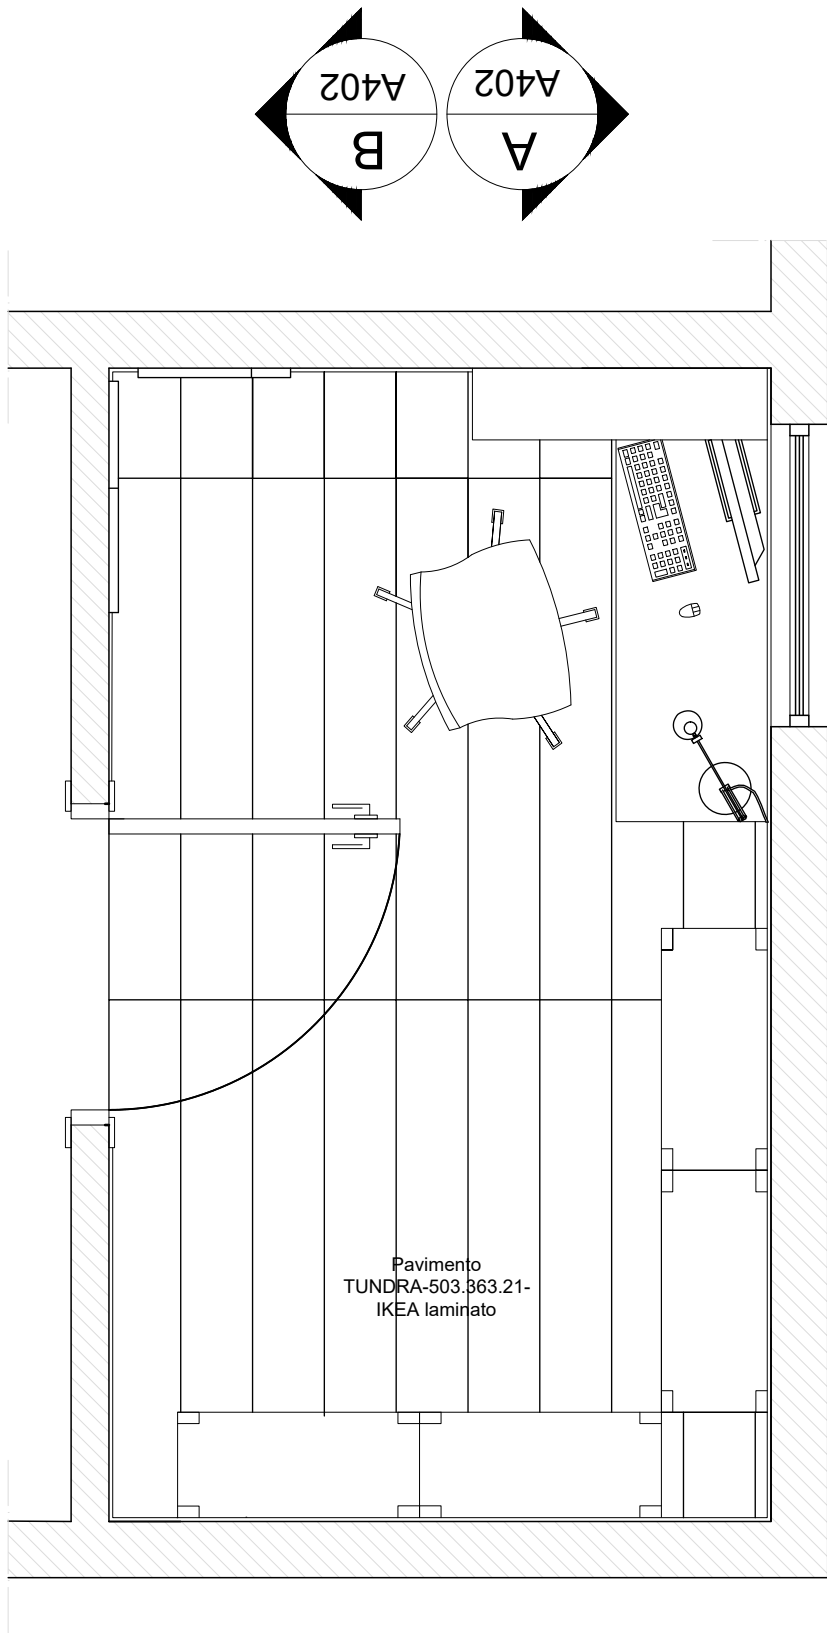 A402
B
A402
A
Pavimento
TUNDRA-503.363.21-
IKEA laminato